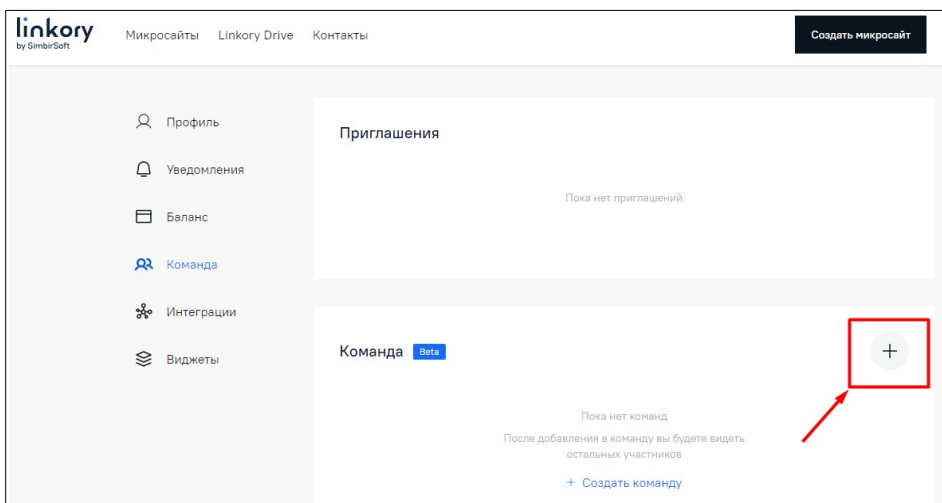 linkory
by SimbirSoft
Микросайты Linkory Drive Контакты
Создать микросайт
Профиль
Уведомления
Баланс
Команда
Интеграции
Виджеты
Приглашения
Пока нет приглашений
Команда Beta
+
Пока нет команд
После добавления в команду вы будете видеть
остальных участников
+ Создать команду